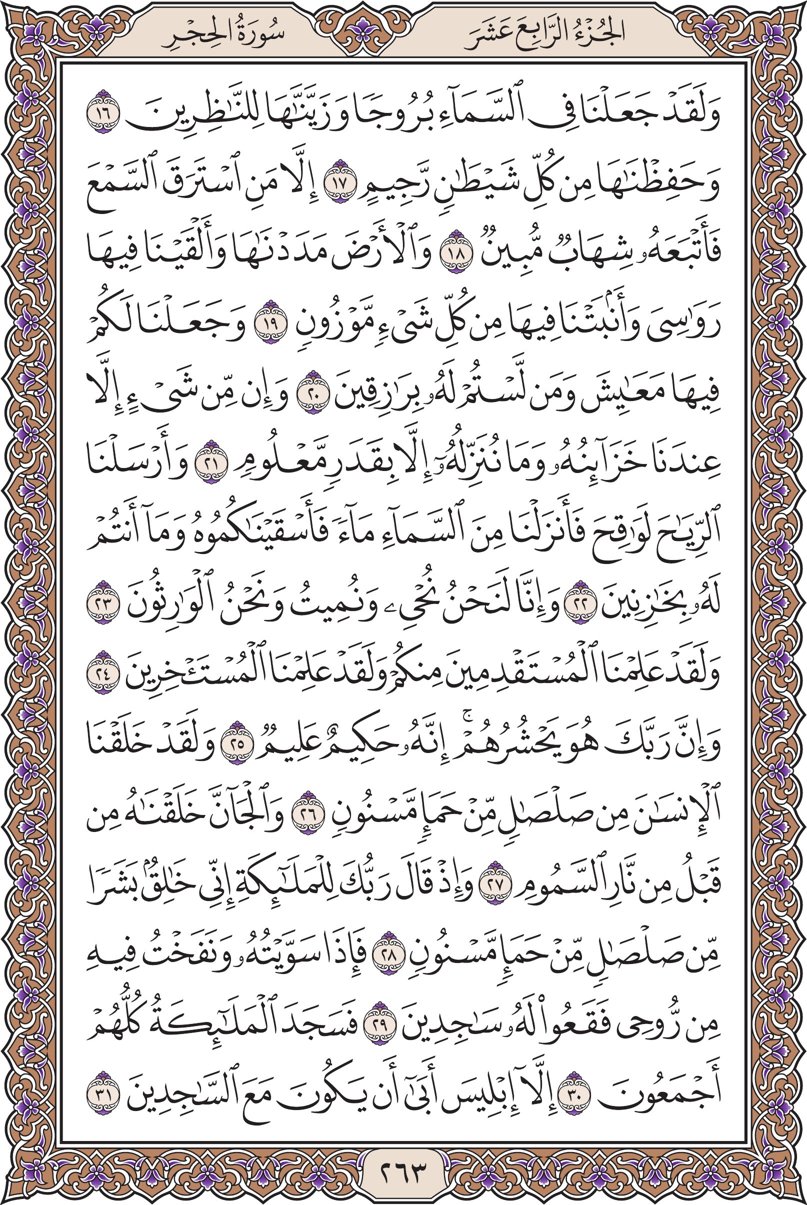 الجُزْءُ الرَّابِعَ عَشَرَ
سُورَةُ الحِجْرِ
وَلَقَدْ جَعَلْنَا فِى ٱلسَّمَآءِ بُرُوجًا وَزَيَّنَّٰهَا لِلنَّٰظِرِينَ ١٦
وَحَفِظْنَٰهَا مِن كُلِّ شَيْطَٰنٍ رَّجِيمٍ ١٧ إِلَّا مَنِ ٱسْتَرَقَ ٱلسَّمْعَ
فَأَتْبَعَهُۥ شِهَابٌ مُّبِينٌ ١٨ وَٱلْأَرْضَ مَدَدْنَٰهَا وَأَلْقَيْنَا فِيهَا
رَوَٰسِىَ وَأَنۢبَتْنَا فِيهَا مِن كُلِّ شَىْءٍ مَّوْزُونٍ ١٩ وَجَعَلْنَا لَكُمْ
فِيهَا مَعَٰيِشَ وَمَن لَّسْتُمْ لَهُۥ بِرَٰزِقِينَ ٢٠ وَإِن مِّن شَىْءٍ إِلَّا
عِندَنَا خَزَآئِنُهُۥ وَمَا نُنَزِّلُهُۥٓ إِلَّا بِقَدَرٍ مَّعْلُومٍ ٢١ وَأَرْسَلْنَا
ٱلرِّيَٰحَ لَوَٰقِحَ فَأَنزَلْنَا مِنَ ٱلسَّمَآءِ مَآءً فَأَسْقَيْنَٰكُمُوهُ وَمَآ أَنتُمْ
لَهُۥ بِخَٰزِنِينَ ٢٢ وَإِنَّا لَنَحْنُ نُحْىِۦ وَنُمِيتُ وَنَحْنُ ٱلْوَٰرِثُونَ ٢٣
وَلَقَدْ عَلِمْنَا ٱلْمُسْتَقْدِمِينَ مِنكُمْ وَلَقَدْ عَلِمْنَا ٱلْمُسْتَـْٔخِرِينَ ٢٤
وَإِنَّ رَبَّكَ هُوَ يَحْشُرُهُمْ ۚ إِنَّهُۥ حَكِيمٌ عَلِيمٌ ٢٥ وَلَقَدْ خَلَقْنَا
ٱلْإِنسَٰنَ مِن صَلْصَٰلٍ مِّنْ حَمَإٍ مَّسْنُونٍ ٢٦ وَٱلْجَآنَّ خَلَقْنَٰهُ مِن
قَبْلُ مِن نَّارِ ٱلسَّمُومِ ٢٧ وَإِذْ قَالَ رَبُّكَ لِلْمَلَٰٓئِكَةِ إِنِّى خَٰلِقٌۢ بَشَرًا
مِّن صَلْصَٰلٍ مِّنْ حَمَإٍ مَّسْنُونٍ ٢٨ فَإِذَا سَوَّيْتُهُۥ وَنَفَخْتُ فِيهِ
مِن رُّوحِى فَقَعُوا۟ لَهُۥ سَٰجِدِينَ ٢٩ فَسَجَدَ ٱلْمَلَٰٓئِكَةُ كُلُّهُمْ
أَجْمَعُونَ ٣٠ إِلَّآ إِبْلِيسَ أَبَىٰٓ أَن يَكُونَ مَعَ ٱلسَّٰجِدِينَ ٣١
٢٦٣